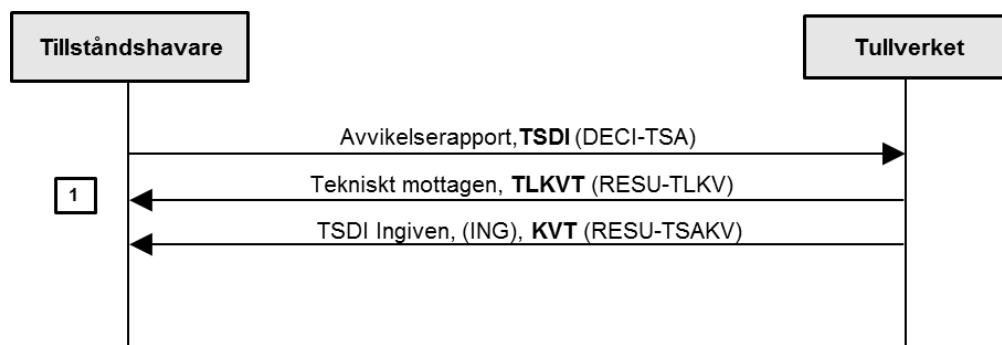 Tillståndshavare
Tullverket
Avvikelserapport,TSDI (DECI-TSA)
Tekniskt mottagen, TLKVT (RESU-TLKV)
1
TSDI Ingiven, (ING), KVT (RESU-TSAKV)